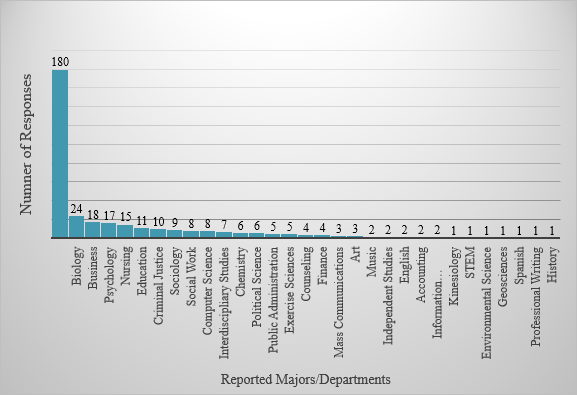 180
24
18
17
15
11
10
9
8
8
7
6
6
5
5
4
4
3
3
2
2
2
2
2
1
1
1
1
1
1
1
Numner of Responses
Biology
Business
Psychology
Nursing
Education
Criminal Justice
Sociology
Social Work
Computer Science
Interdiscipliary Studies
Chemistry
Political Science
Public Administration
Exercise Sciences
Counseling
Finance
Mass Communications
Art
Music
Independent Studies
English
Accounting
Information...
Kinesiology
STEM
Environmental Science
Geosciences
Spanish
Professional Writing
History
Reported Majors/Departments